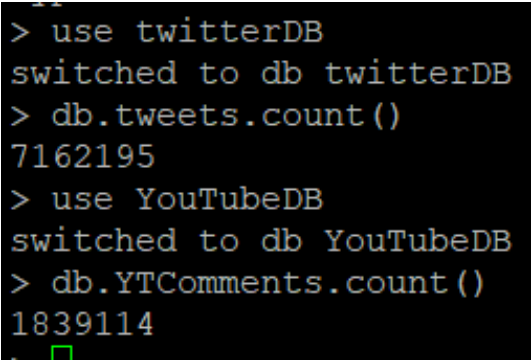 > use twitterDB
switched to db twitterDB
> db.tweets.count()
7162195
> use YouTubeDB
switched to db YouTubeDB
> db.YTComments.count()
1839114
>